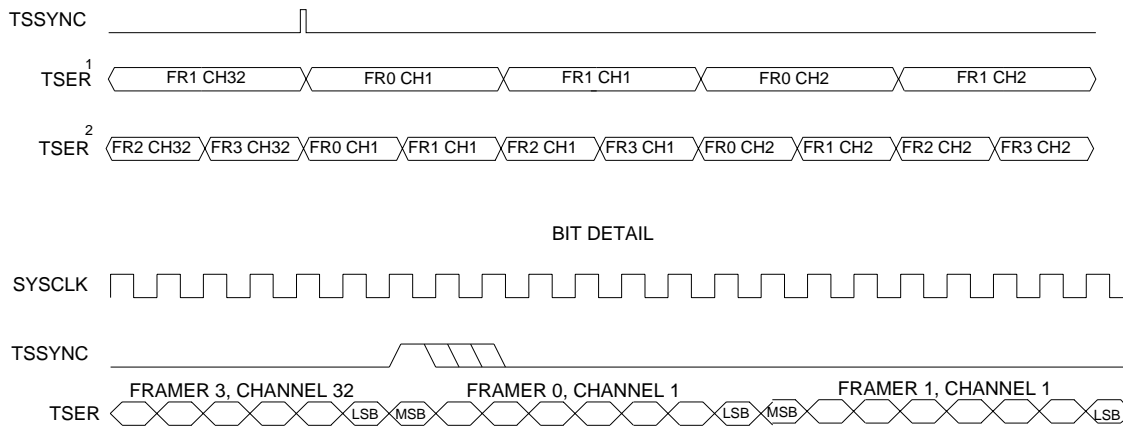 TSSYNC
TSER 1 FR1 CH32 FR0 CH1 FR1 CH1 FR0 CH2 FR1 CH2
TSER 2 FR2 CH32 FR3 CH32 FR0 CH1 FR1 CH1 FR2 CH1 FR3 CH1 FR0 CH2 FR1 CH2 FR2 CH2 FR3 CH2
BIT DETAIL
SYSCLK
TSSYNC
FRAMER 3, CHANNEL 32 FRAMER 0, CHANNEL 1 FRAMER 1, CHANNEL 1
TSER LSB MSB LSB MSB LSB